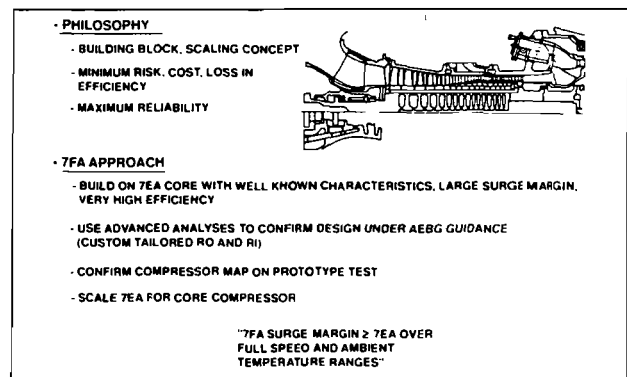 · PHILOSOPHY
- BUILDING BLOCK, SCALING CONCEPT
- MINIMUM RISK, COST, LOSS IN
EFFICIENCY
- MAXIMUM RELIABILITY
· 7FA APPROACH
- BUILD ON 7EA CORE WITH WELL KNOWN CHARACTERISTICS, LARGE SURGE MARGIN,
VERY HIGH EFFICIENCY
- USE ADVANCED ANALYSES TO CONFIRM DESIGN UNDER AEBG GUIDANCE
(CUSTOM TAILORED RO AND RI)
- CONFIRM COMPRESSOR MAP ON PROTOTYPE TEST
- SCALE 7EA FOR CORE COMPRESSOR
"7FA SURGE MARGIN ≥ 7EA OVER
FULL SPEED AND AMBIENT
TEMPERATURE RANGES"